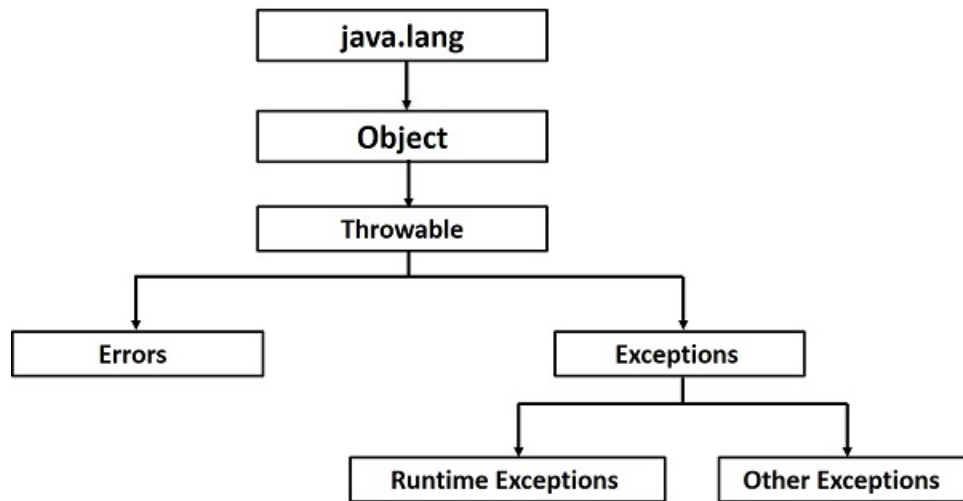 java.lang
Object
Throwable
Errors
Exceptions
Runtime Exceptions
Other Exceptions